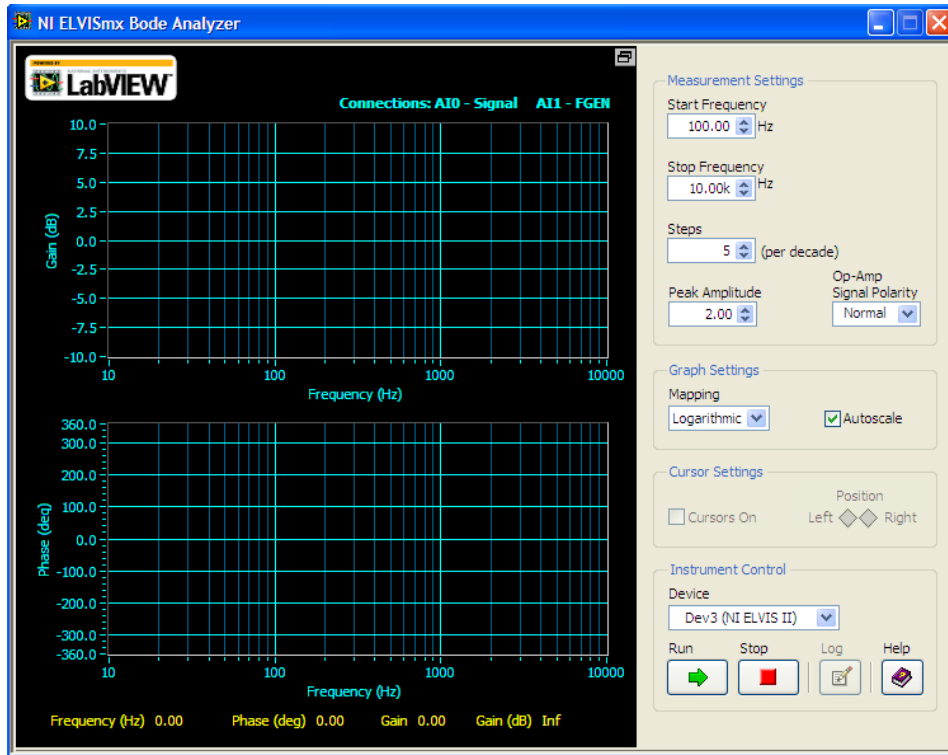 NI ELVISmx Bode Analyzer
POWERED BY
NATIONAL INSTRUMENTS
LabVIEW
Connections: AI0 - Signal AI1 - FGEN
10.0
7.5
5.0
2.5
0.0
-2.5
-5.0
-7.5
-10.0
Gain (dB)
10 100 1000 10000
Frequency (Hz)
360.0
300.0
200.0
100.0
0.0
-100.0
-200.0
-300.0
-360.0
Phase (deg)
10 100 1000 10000
Frequency (Hz)
Frequency (Hz) 0.00 Phase (deg) 0.00 Gain 0.00 Gain (dB) Inf
Measurement Settings
Start Frequency
100.00 Hz
Stop Frequency
10.00k Hz
Steps
5 (per decade)
Peak Amplitude
2.00
Op-Amp
Signal Polarity
Normal
Graph Settings
Mapping
Logarithmic Autoscale
Cursor Settings
Position
Cursors On Left Right
Instrument Control
Device
Dev3 (NI ELVIS II)
Run Stop Log Help